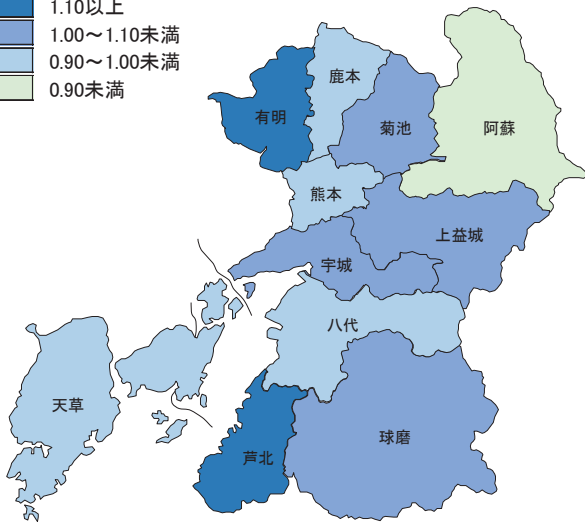 1.10以上
1.00～1.10未満
0.90～1.00未満
0.90未満
鹿本
有明
菊池
阿蘇
熊本
上益城
宇城
八代
天草
球磨
芦北